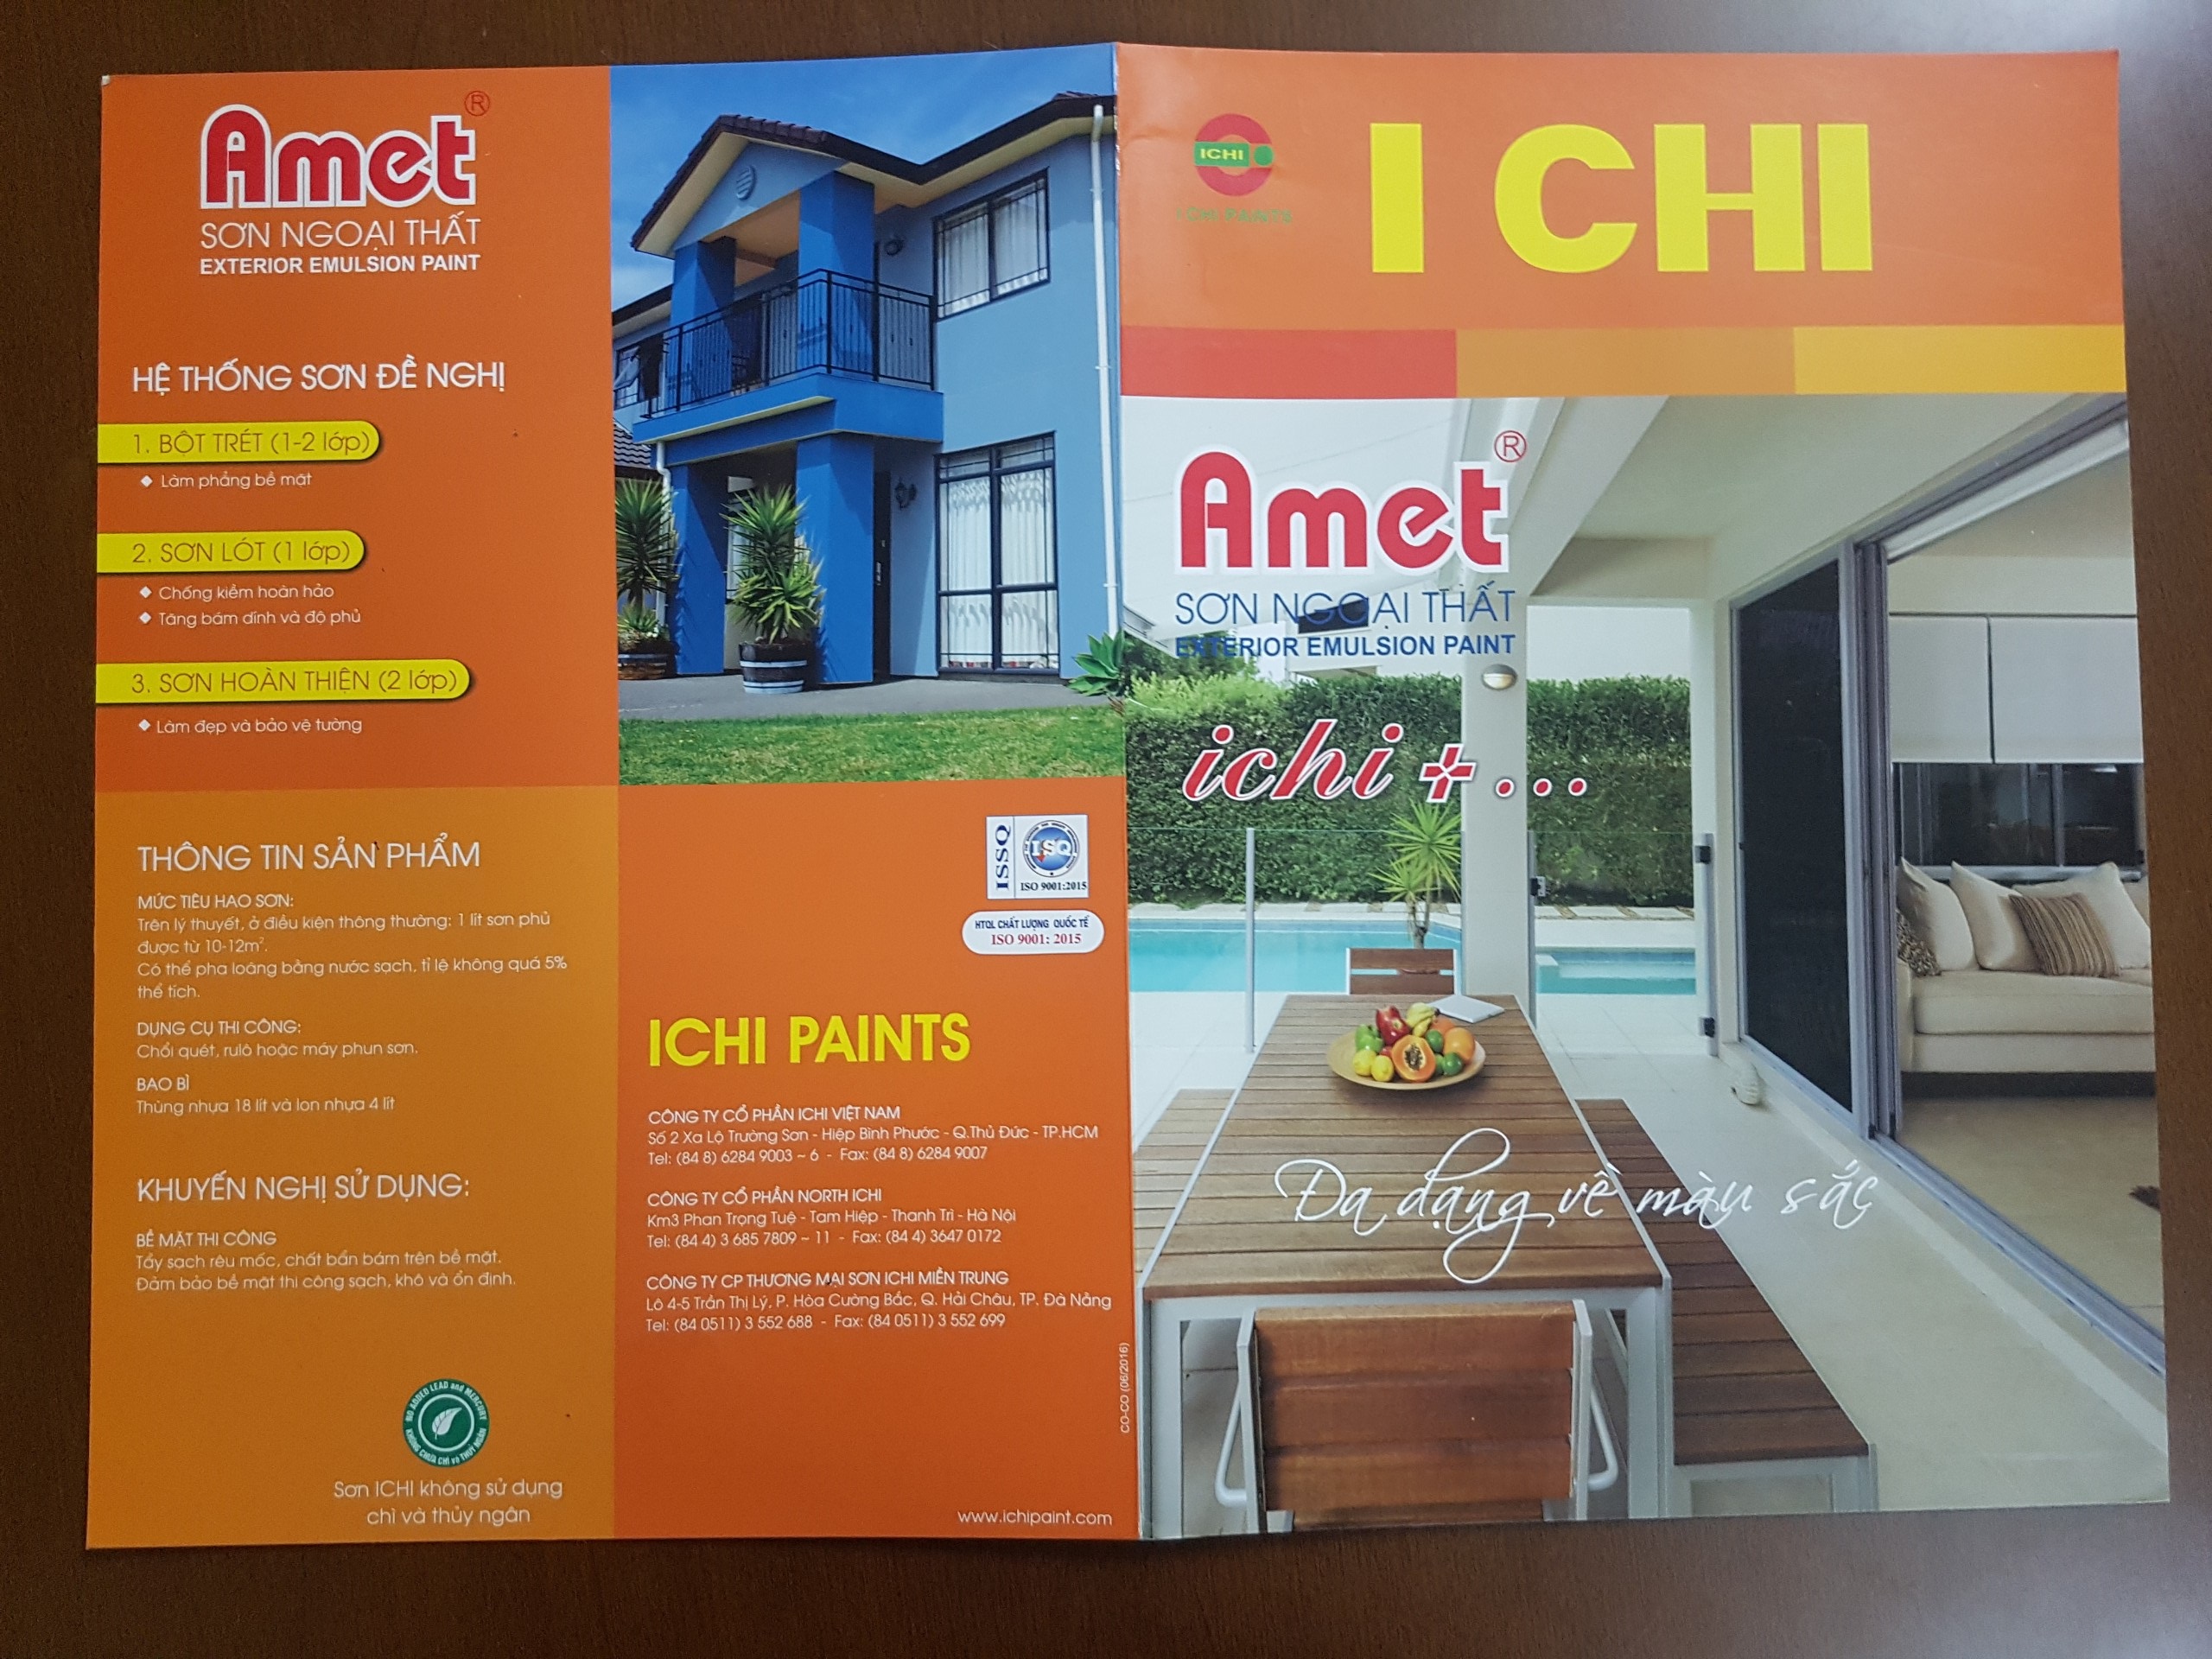 Amet®
SƠN NGOẠI THẤT
EXTERIOR EMULSION PAINT
HỆ THỐNG SƠN ĐỀ NGHỊ
1. BỘT TRÉT (1-2 lớp)
Làm phẳng bề mặt
2. SƠN LÓT (1 lớp)
Chống kiềm hoàn hảo
Tăng bám dính và độ phủ
3. SƠN HOÀN THIỆN (2 lớp)
Làm đẹp và bảo vệ tường
THÔNG TIN SẢN PHẨM
MỨC TIÊU HAO SƠN:
Trên lý thuyết, ở điều kiện thông thường: 1 lít sơn phủ
được từ 10-12m².
Có thể pha loãng bằng nước sạch, tỉ lệ không quá 5%
thể tích.
DỤNG CỤ THI CÔNG:
Chổi quét, rulô hoặc máy phun sơn.
BAO BÌ
Thùng nhựa 18 lít và lon nhựa 4 lít
KHUYẾN NGHỊ SỬ DỤNG:
BỀ MẶT THI CÔNG
Tẩy sạch rêu mốc, chất bẩn bám trên bề mặt.
Đảm bảo bề mặt thi công sạch, khô và ổn định.
NO ADDED LEAD and MERCURY
KHÔNG CHỨA CHÌ và THUỶ NGÂN
Sơn ICHI không sử dụng
chì và thủy ngân
ISSQ
ISSQ
ISO 9001:2015
HTQL CHẤT LƯỢNG QUỐC TẾ
ISO 9001: 2015
ICHI PAINTS
CÔNG TY CỔ PHẦN ICHI VIỆT NAM
Số 2 Xa Lộ Trường Sơn - Hiệp Bình Phước - Q.Thủ Đức - TP.HCM
Tel: (84 8) 6284 9003 ~ 6 - Fax: (84 8) 6284 9007
CÔNG TY CỔ PHẦN NORTH ICHI
Km3 Phan Trọng Tuệ - Tam Hiệp - Thanh Trì - Hà Nội
Tel: (84 4) 3 685 7809 ~ 11 - Fax: (84 4) 3647 0172
CÔNG TY CP THƯƠNG MẠI SƠN ICHI MIỀN TRUNG
Lô 4-5 Trần Thị Lý, P. Hòa Cường Bắc, Q. Hải Châu, TP. Đà Nẵng
Tel: (84 0511) 3 552 688 - Fax: (84 0511) 3 552 699
CO-CO (06/2016)
www.ichipaint.com
ICHI
I CHI PAINTS
I CHI
Amet®
SƠN NGOẠI THẤT
EXTERIOR EMULSION PAINT
ichi +...
Đa dạng về màu sắc